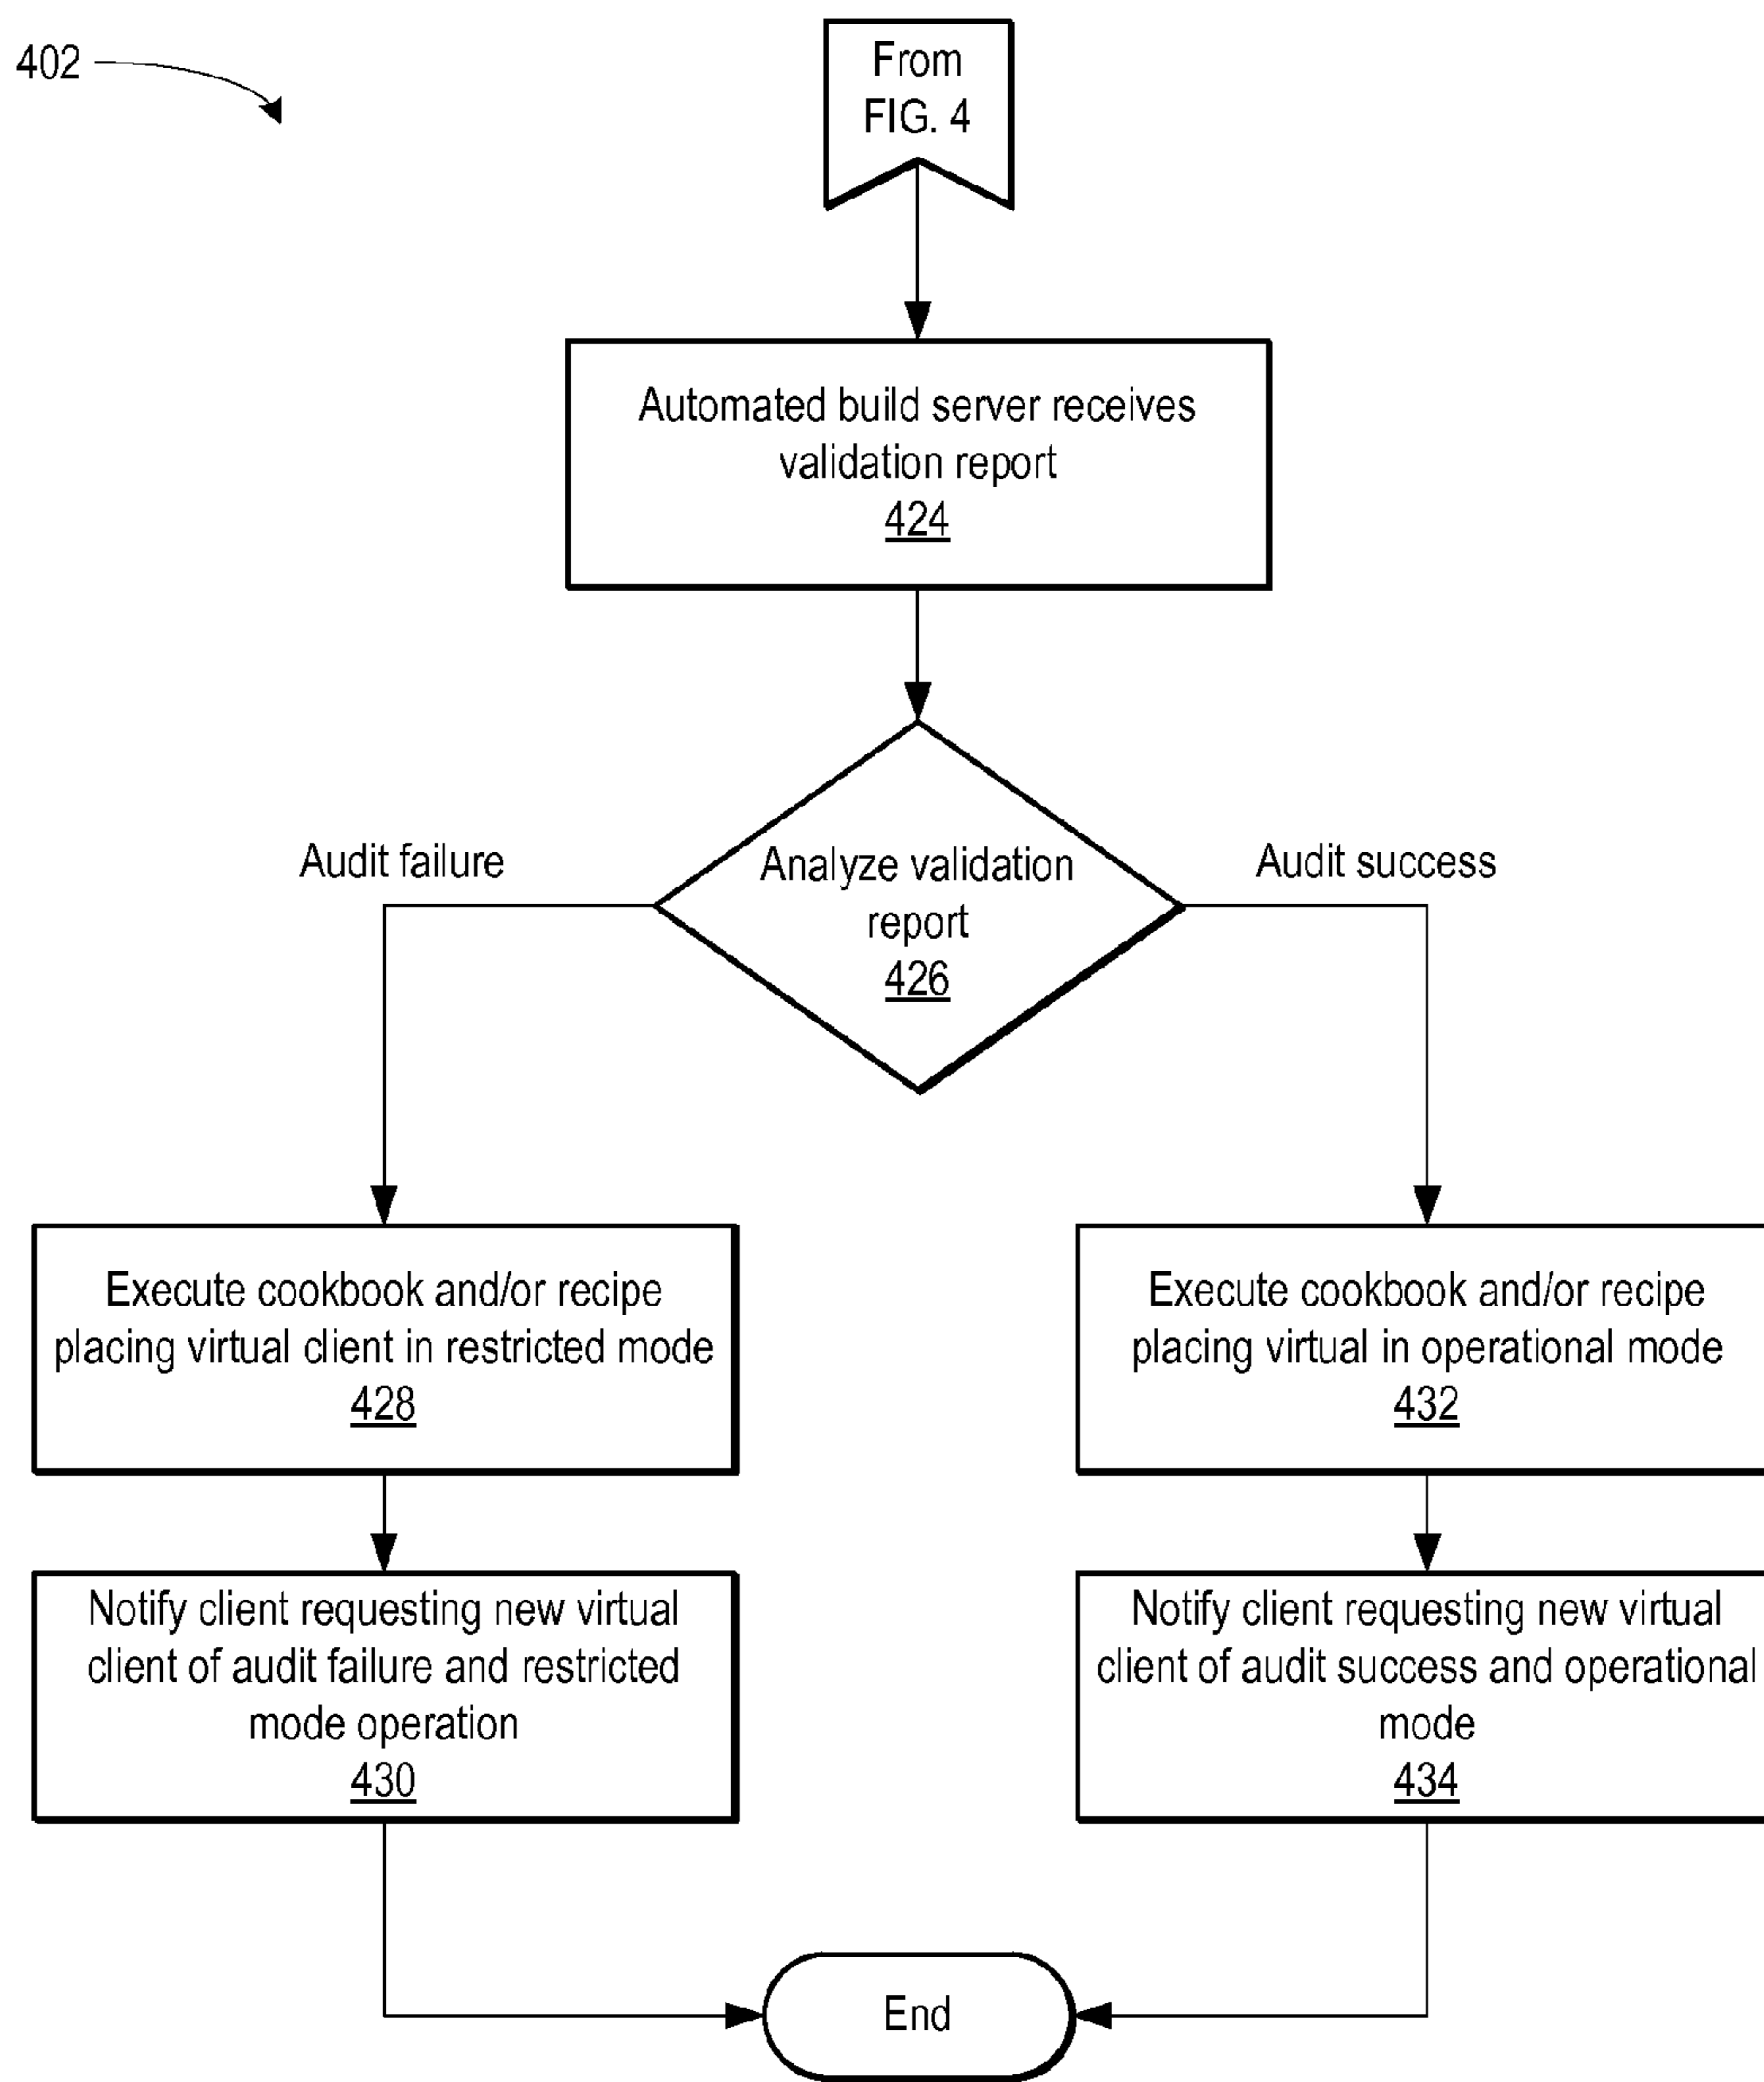 402
From
FIG. 4
Automated build server receives
validation report
424
Audit failure
Analyze validation
report
426
Audit success
Execute cookbook and/or recipe
placing virtual client in restricted mode
428
Execute cookbook and/or recipe
placing virtual in operational mode
432
Notify client requesting new virtual
client of audit failure and restricted
mode operation
430
Notify client requesting new virtual
client of audit success and operational
mode
434
End